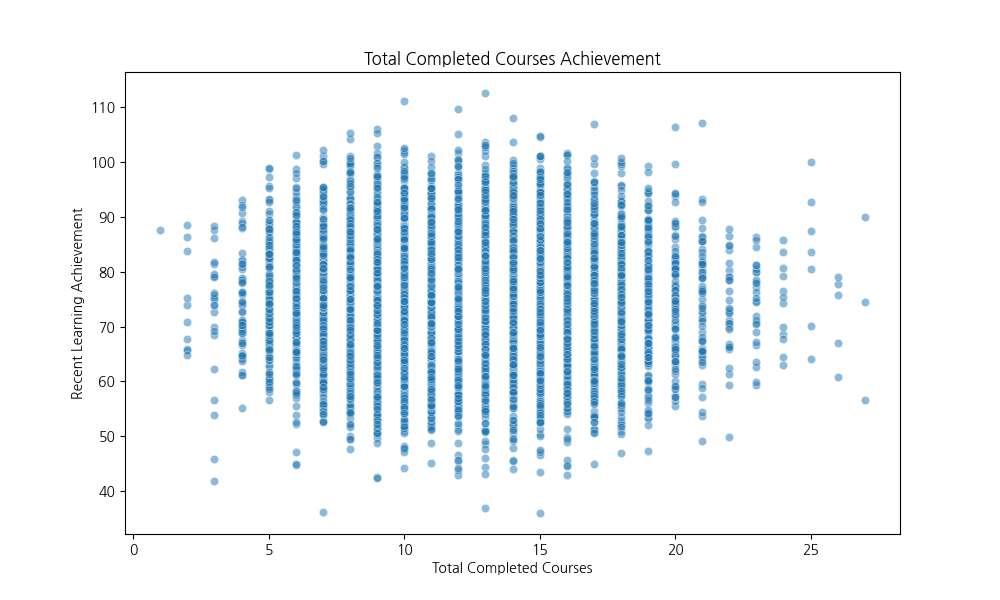 Total Completed Courses Achievement
Recent Learning Achievement
110
100
90
80
70
60
50
40
0 5 10 15 20 25
Total Completed Courses